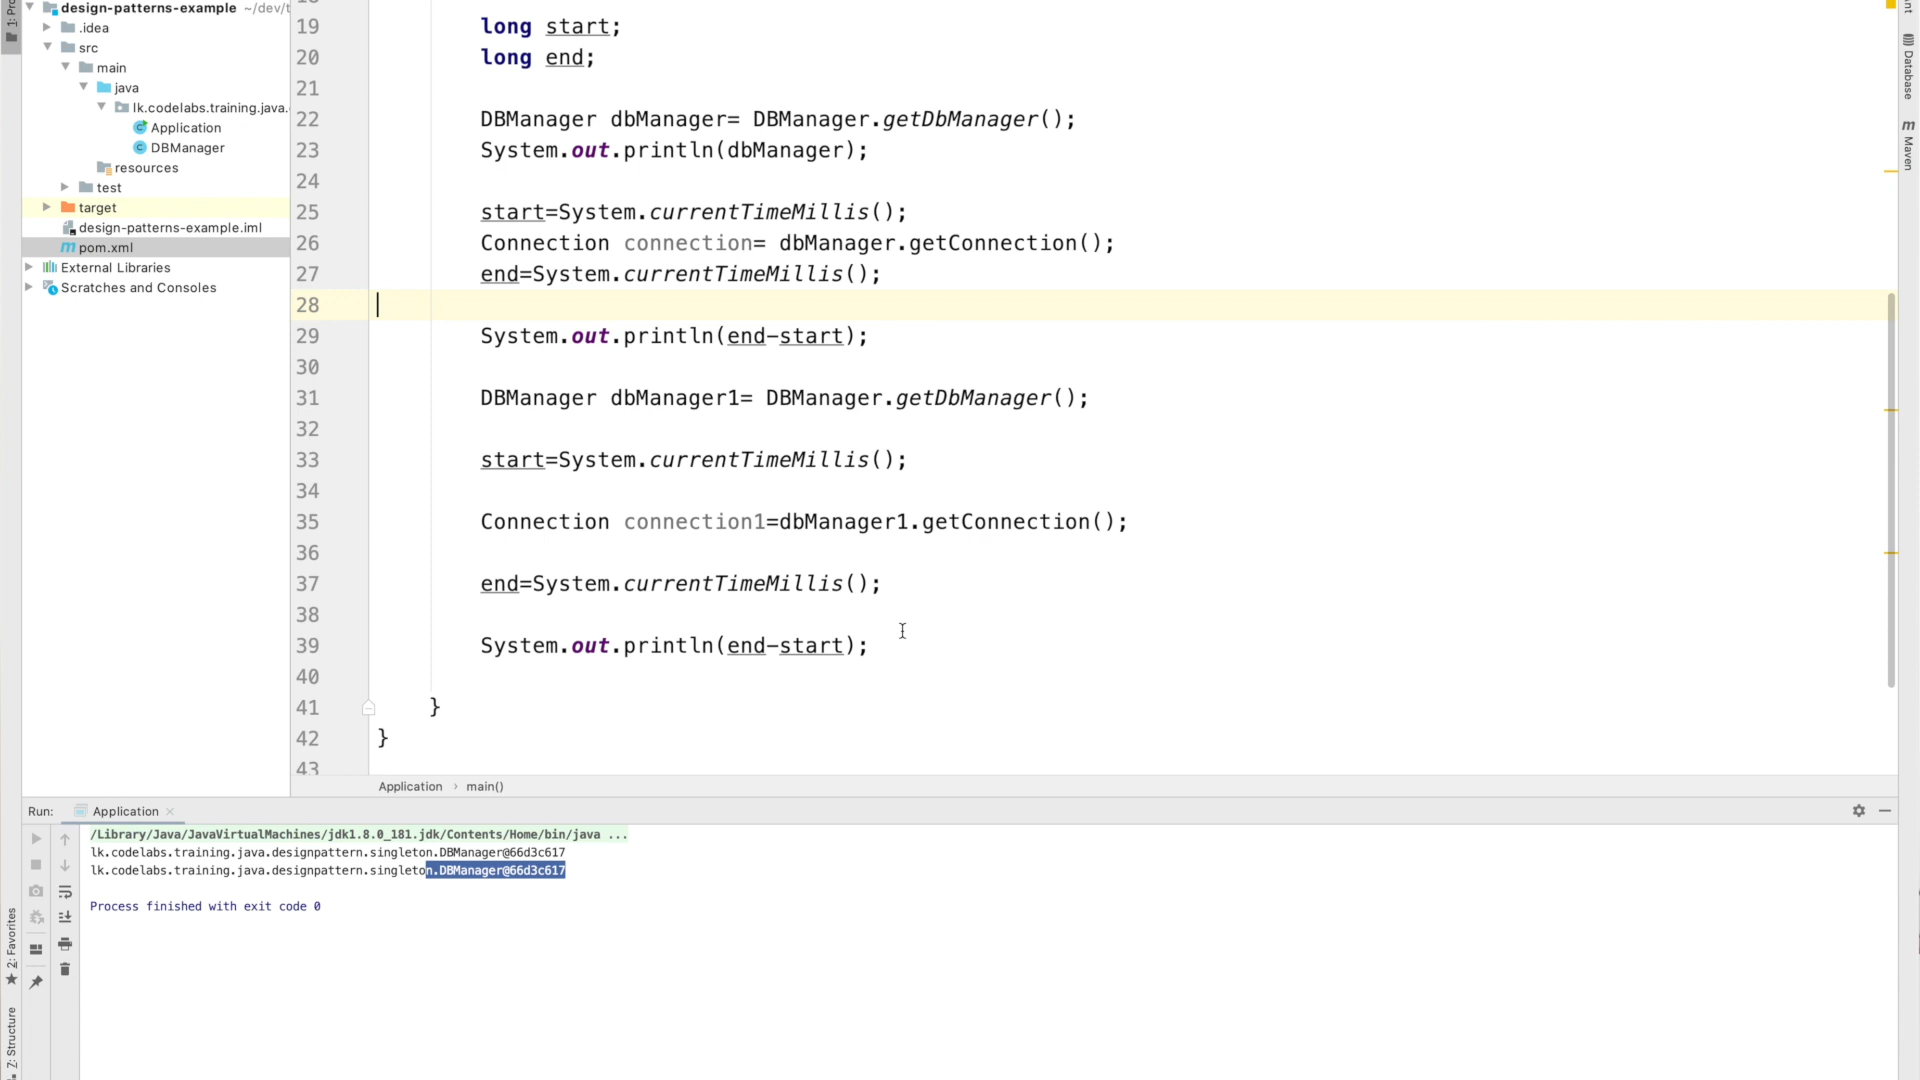 1: Pro
design-patterns-example ~/dev/t
.idea
src
main
java
lk.codelabs.training.java.
Application
DBManager
resources
test
target
design-patterns-example.iml
pom.xml
External Libraries
Scratches and Consoles
19 long start;
20 long end;
21
22 DBManager dbManager= DBManager.getDbManager();
23 System.out.println(dbManager);
24
25 start=System.currentTimeMillis();
26 Connection connection= dbManager.getConnection();
27 end=System.currentTimeMillis();
28
29 System.out.println(end-start);
30
31 DBManager dbManager1= DBManager.getDbManager();
32
33 start=System.currentTimeMillis();
34
35 Connection connection1=dbManager1.getConnection();
36
37 end=System.currentTimeMillis();
38
39 System.out.println(end-start);
40
41 }
42 }
43
Application › main()
nt
Database
m Maven
Run: Application
/Library/Java/JavaVirtualMachines/jdk1.8.0_181.jdk/Contents/Home/bin/java ...
lk.codelabs.training.java.designpattern.singleton.DBManager@66d3c617
lk.codelabs.training.java.designpattern.singleton.DBManager@66d3c617
Process finished with exit code 0
2: Favorites
Z: Structure